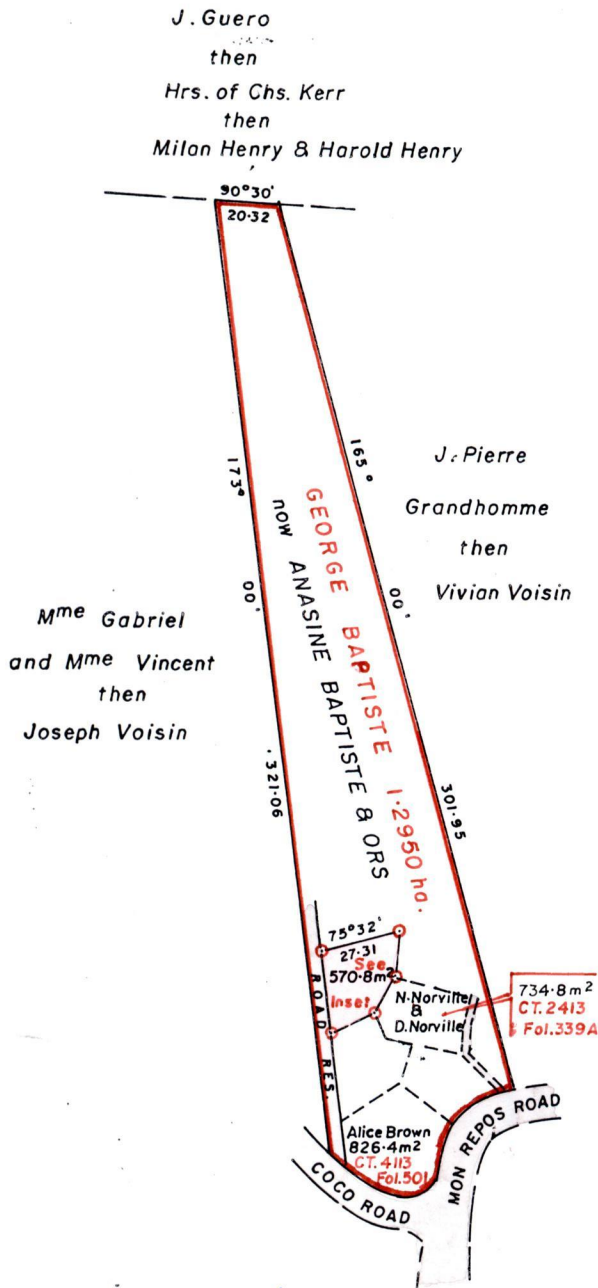 J. Guero
then
Hrs. of Chs. Kerr
then
Milan Henry & Harold Henry
90°30'
20·32
173° 00' 321·06
165° 00' 301·95
J. Pierre
Grandhomme
then
Vivian Voisin
GEORGE BAPTISTE 1·2950 ha.
now ANASINE BAPTISTE & ORS
Mme Gabriel
and Mme Vincent
then
Joseph Voisin
75°32'
27·31
See
570·8m²
Inset
ROAD RES.
N. Norville
&
D. Norville
734·8m²
CT. 2413
Fol. 339A
Alice Brown
826·4m²
CT. 4113
Fol. 501
COCO ROAD
MON REPOS ROAD